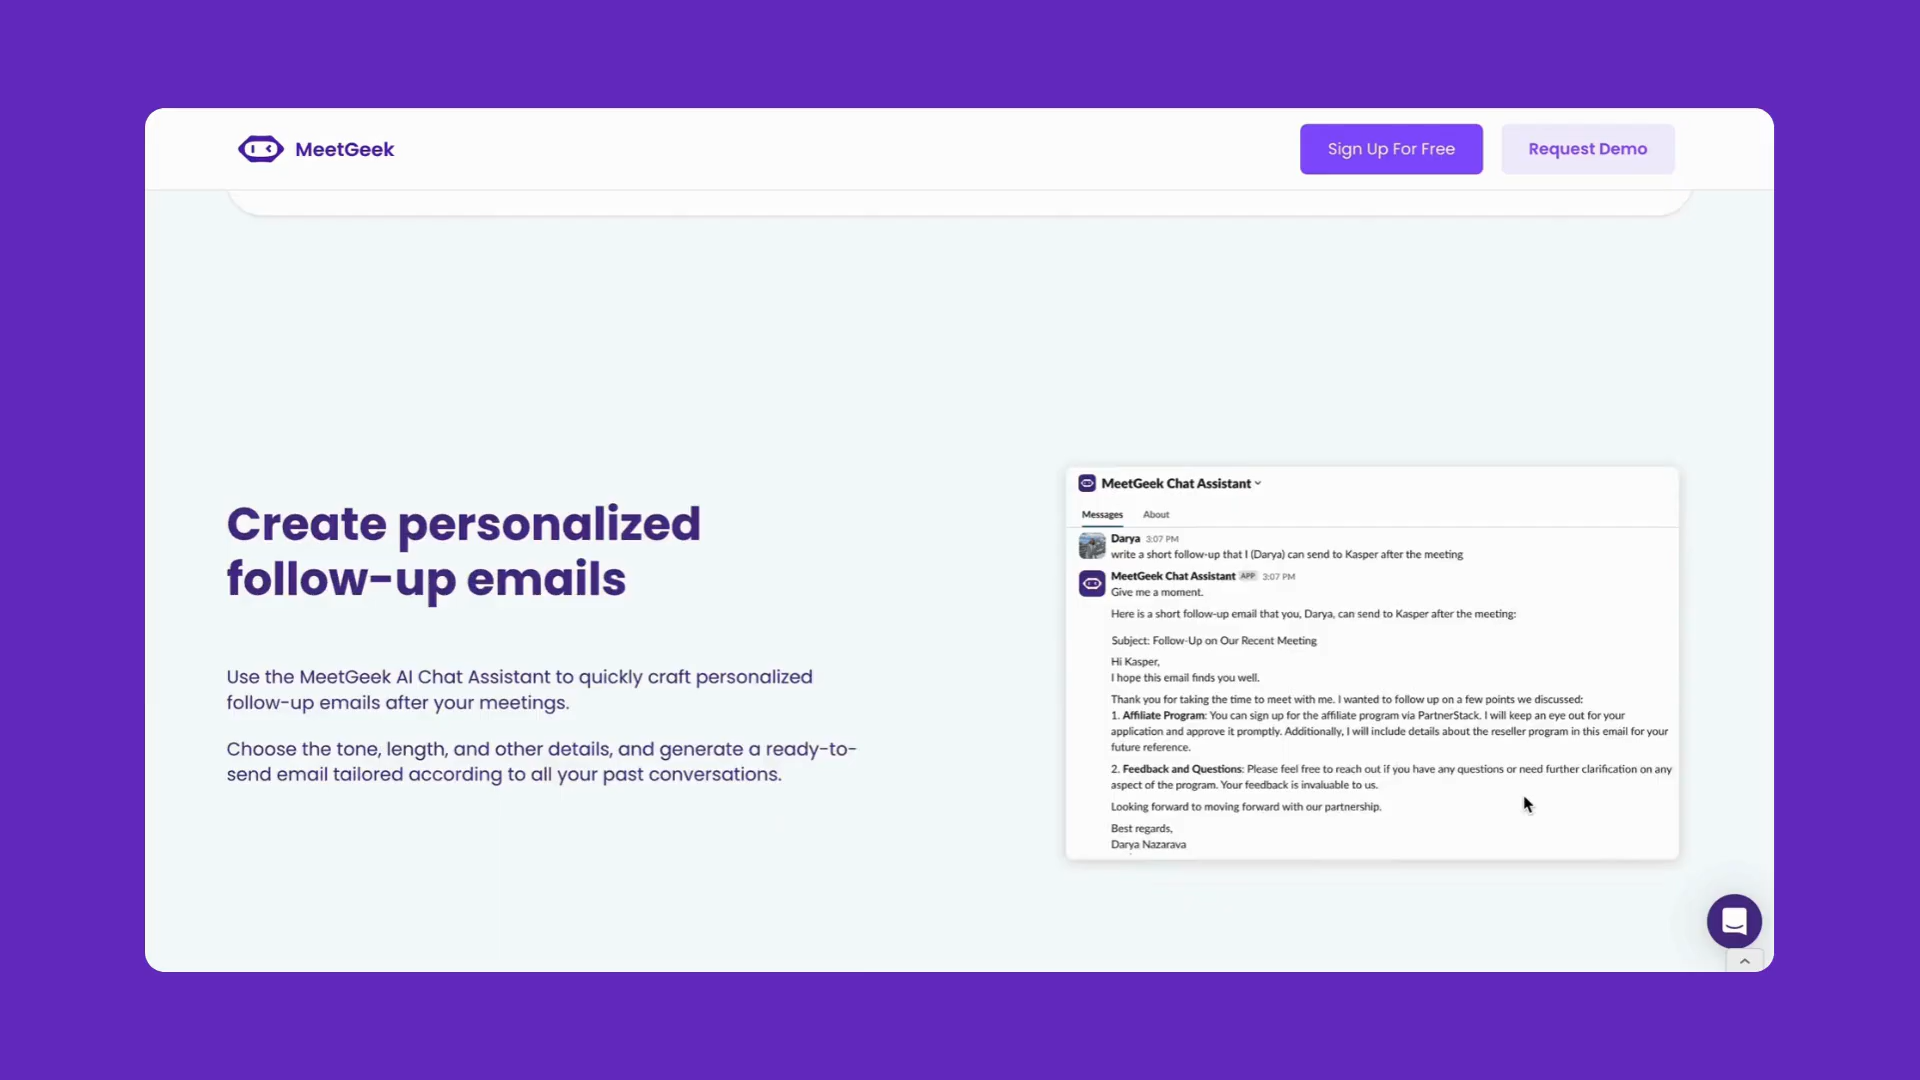 MeetGeek
Sign Up For Free
Request Demo
Create personalized
follow-up emails
Use the MeetGeek AI Chat Assistant to quickly craft personalized
follow-up emails after your meetings.
Choose the tone, length, and other details, and generate a ready-to-
send email tailored according to all your past conversations.
MeetGeek Chat Assistant
Messages About
Darya 3:07 PM
write a short follow-up that I (Darya) can send to Kasper after the meeting
MeetGeek Chat Assistant APP 3:07 PM
Give me a moment.
Here is a short follow-up email that you, Darya, can send to Kasper after the meeting:
Subject: Follow-Up on Our Recent Meeting
Hi Kasper,
I hope this email finds you well.
Thank you for taking the time to meet with me. I wanted to follow up on a few points we discussed:
1. Affiliate Program: You can sign up for the affiliate program via PartnerStack. I will keep an eye out for your
application and approve it promptly. Additionally, I will include details about the reseller program in this email for your
future reference.
2. Feedback and Questions: Please feel free to reach out if you have any questions or need further clarification on any
aspect of the program. Your feedback is invaluable to us.
Looking forward to moving forward with our partnership.
Best regards,
Darya Nazarava